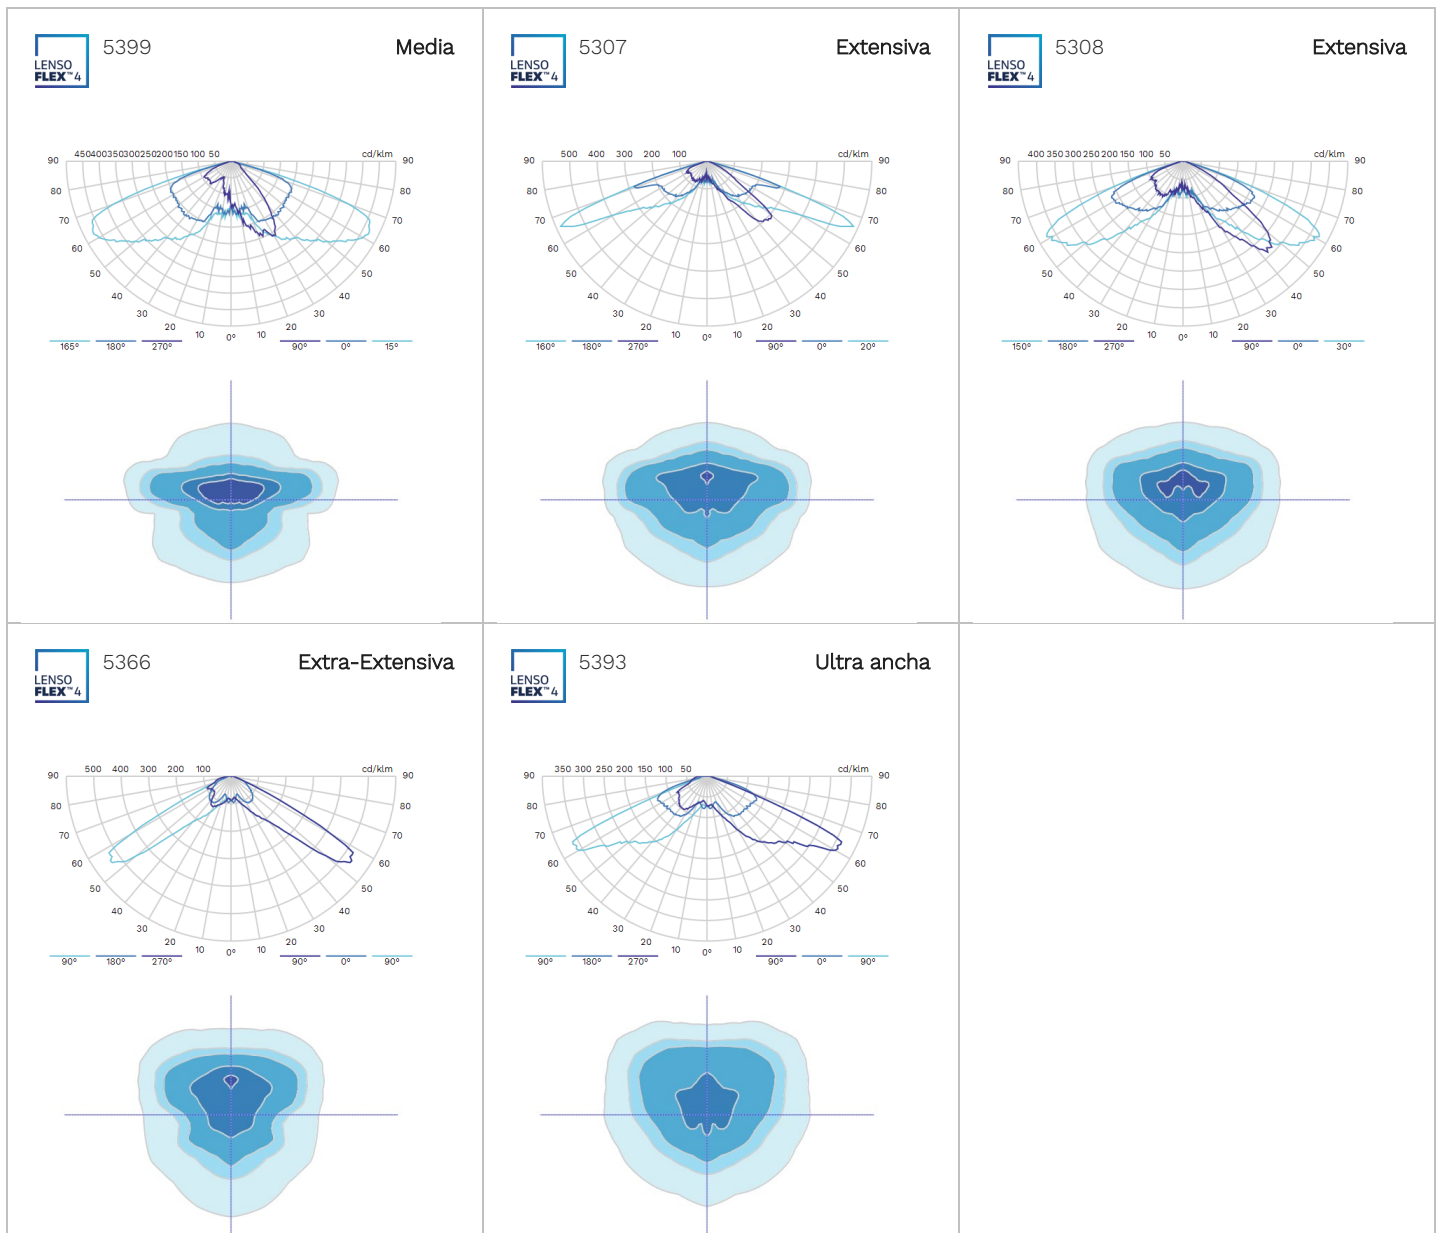 5399 Media
LENSO
FLEX™4
90 450400350300250200150 100 50 cd/klm 90
80 80
70 70
60 60
50 50
40 40
30 30
20 20
10 0° 10
165° 180° 270° 90° 0° 15°
5307 Extensiva
LENSO
FLEX™4
90 500 400 300 200 100 cd/klm 90
80 80
70 70
60 60
50 50
40 40
30 30
20 20
10 0° 10
160° 180° 270° 90° 0° 20°
5308 Extensiva
LENSO
FLEX™4
90 400 350 300 250 200 150 100 50 cd/klm 90
80 80
70 70
60 60
50 50
40 40
30 30
20 20
10 0° 10
150° 180° 270° 90° 0° 30°
5366 Extra-Extensiva
LENSO
FLEX™4
90 500 400 300 200 100 cd/klm 90
80 80
70 70
60 60
50 50
40 40
30 30
20 20
10 0° 10
90° 180° 270° 90° 0° 90°
5393 Ultra ancha
LENSO
FLEX™4
90 350 300 250 200 150 100 50 cd/klm 90
80 80
70 70
60 60
50 50
40 40
30 30
20 20
10 0° 10
90° 180° 270° 90° 0° 90°